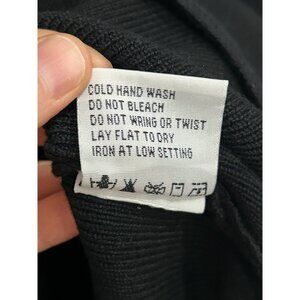 COLD HAND WASH
DO NOT BLEACH
DO NOT WRING OR TWIST
LAY FLAT TO DRY
IRON AT LOW SETTING